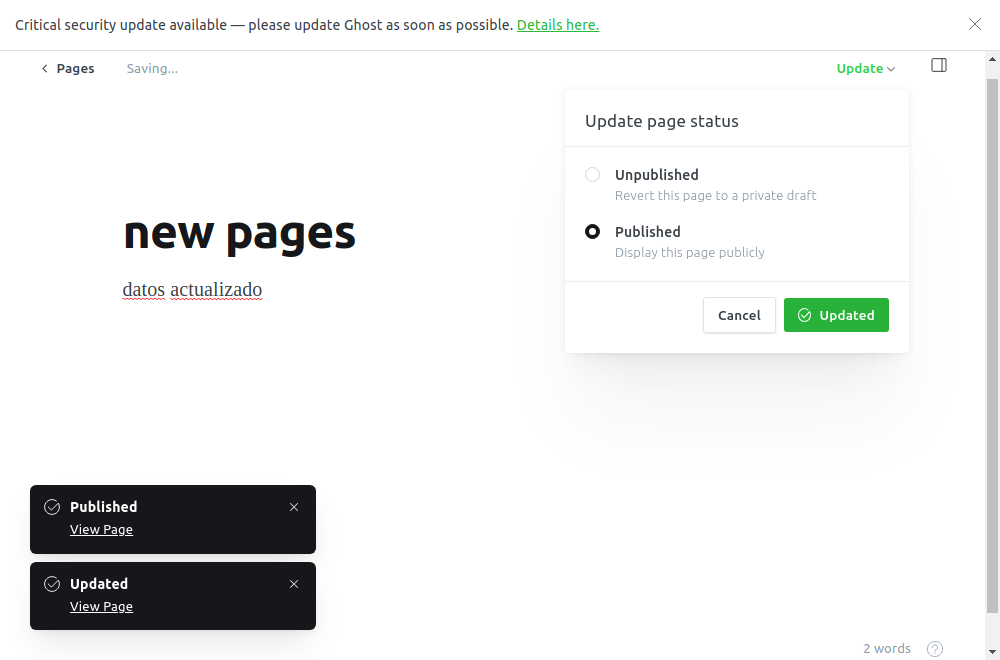 Critical security update available — please update Ghost as soon as possible. Details here.
Pages
Saving...
Update
Update page status
Unpublished
Revert this page to a private draft
Published
Display this page publicly
Cancel
Updated
new pages
datos actualizado
Published
View Page
Updated
View Page
2 words
?